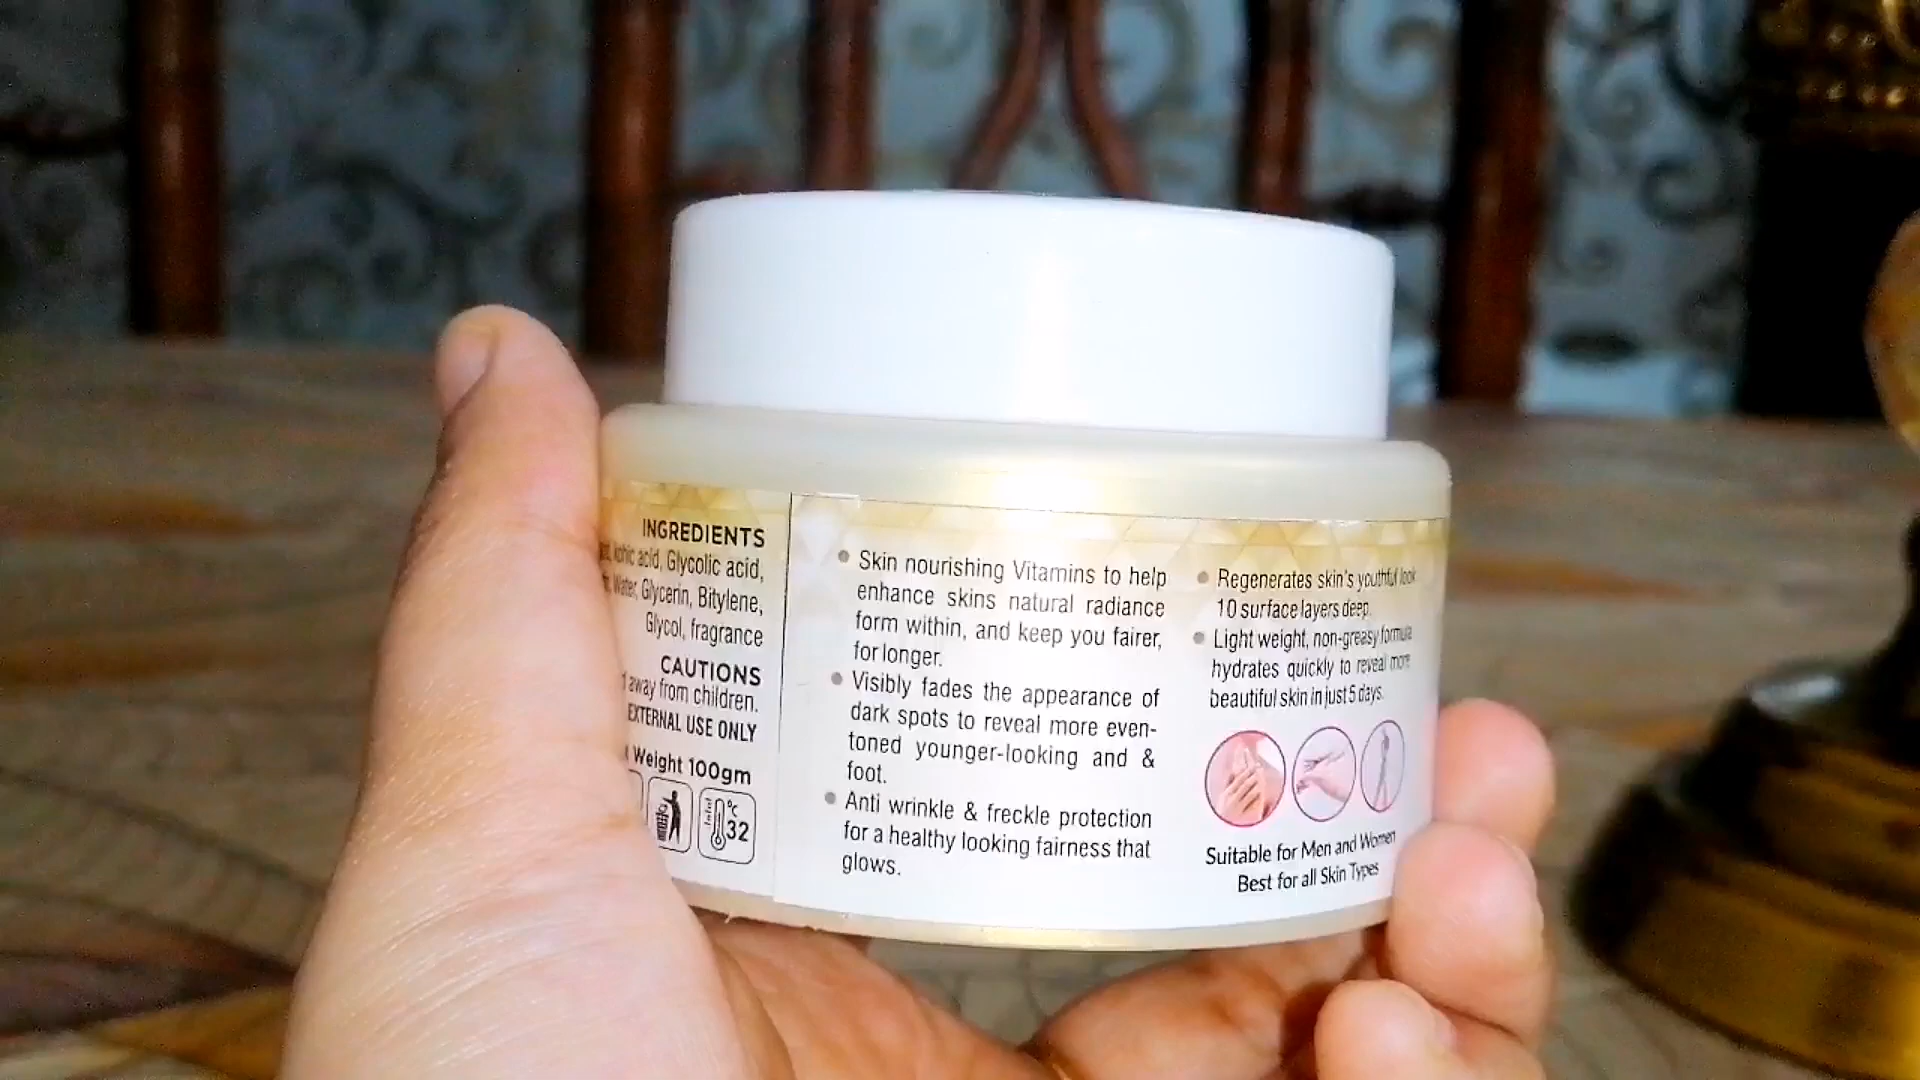 INGREDIENTS
acid, Glycolic acid,
Water, Glycerin, Bitylene,
Glycol, fragrance
CAUTIONS
away from children.
EXTERNAL USE ONLY
Weight 100gm
°C
32
Skin nourishing Vitamins to help
enhance skins natural radiance
form within, and keep you fairer,
for longer.
Visibly fades the appearance of
dark spots to reveal more even-
toned younger-looking and &
foot.
Anti wrinkle & freckle protection
for a healthy looking fairness that
glows.
Regenerates skin's youthful look
10 surface layers deep.
Light weight, non-greasy formula
hydrates quickly to reveal more
beautiful skin in just 5 days.
Suitable for Men and Women
Best for all Skin Types